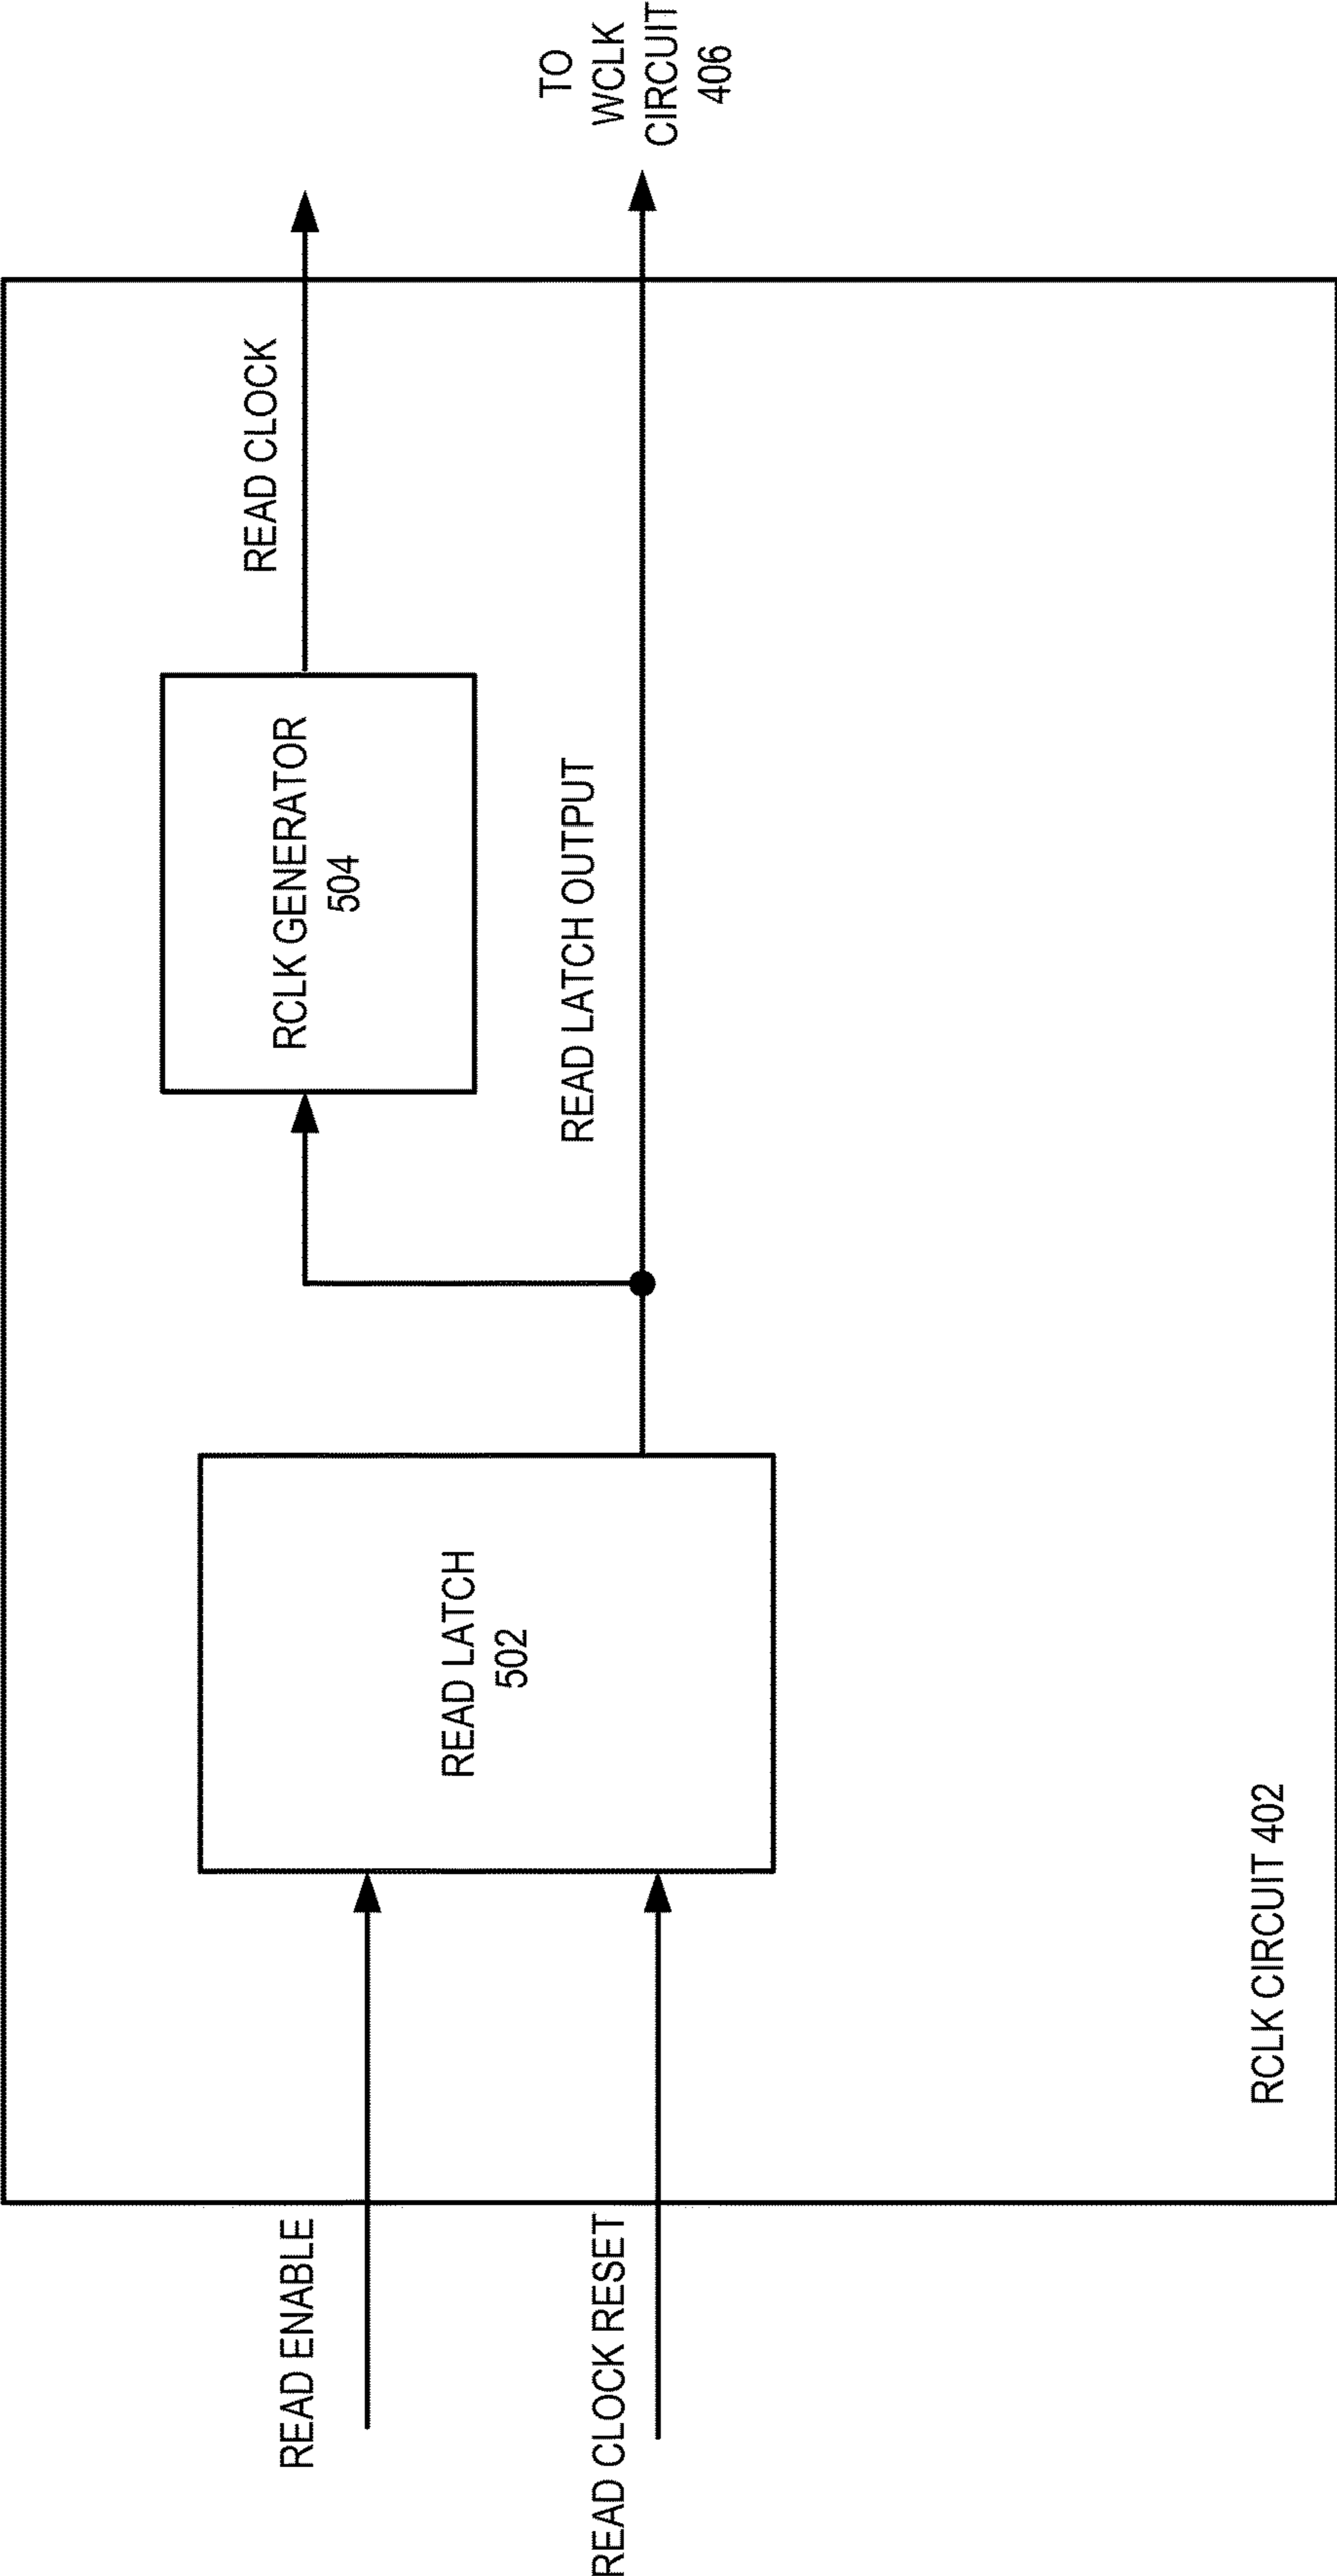 READ ENABLE
READ CLOCK RESET
READ LATCH
502
RCLK GENERATOR
504
READ CLOCK
READ LATCH OUTPUT
TO
WCLK
CIRCUIT
406
RCLK CIRCUIT 402